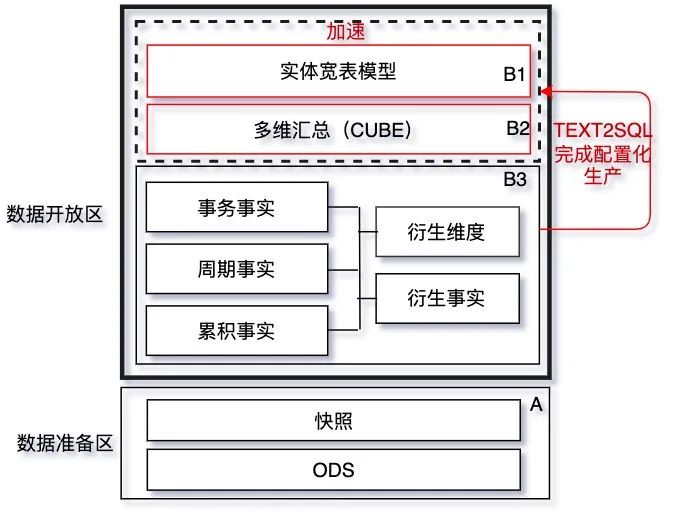 加速
实体宽表模型
B1
多维汇总（CUBE）
B2
TEXT2SQL
完成配置化
生产
B3
数据开放区
事务事实
周期事实
累积事实
衍生维度
衍生事实
数据准备区
A
快照
ODS